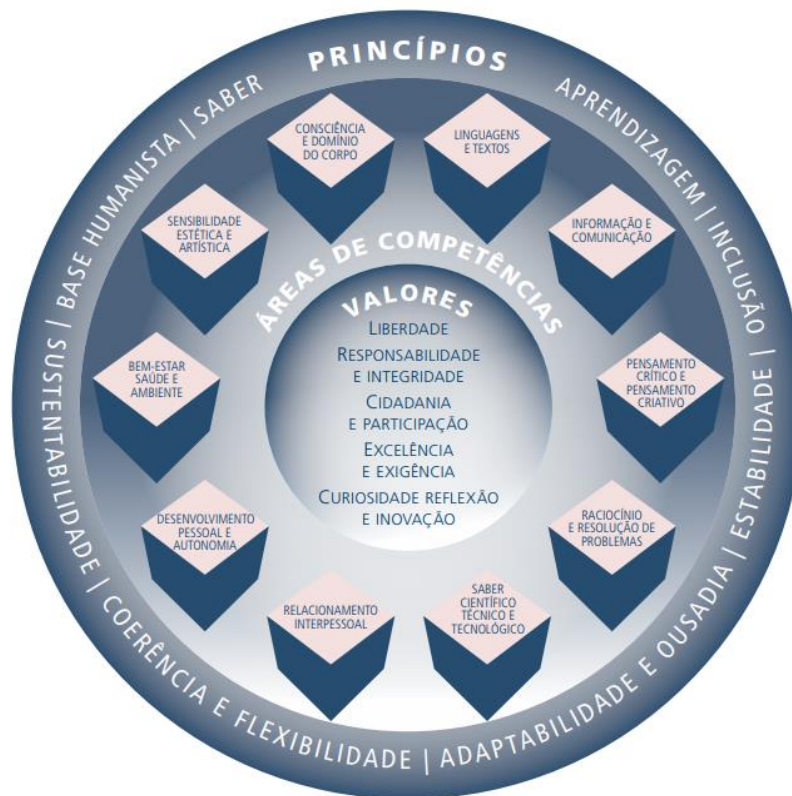 PRINCÍPIOS
BASE HUMANISTA | SABER
APRENDIZAGEM | INCLUSÃO | ESTABILIDADE | ADAPTABILIDADE E OUSADIA |
COERÊNCIA E FLEXIBILIDADE |
SUSTENTABILIDADE |
ÁREAS DE COMPETÊNCIAS
CONSCIÊNCIA
E DOMÍNIO
DO CORPO
LINGUAGENS
E TEXTOS
INFORMAÇÃO E
COMUNICAÇÃO
PENSAMENTO
CRÍTICO E
PENSAMENTO
CRIATIVO
RACIOCÍNIO
E RESOLUÇÃO DE
PROBLEMAS
SABER
CIENTÍFICO
TÉCNICO E
TECNOLÓGICO
RELACIONAMENTO
INTERPESSOAL
DESENVOLVIMENTO
PESSOAL E
AUTONOMIA
BEM-ESTAR
SAÚDE E
AMBIENTE
SENSIBILIDADE
ESTÉTICA E
ARTÍSTICA
VALORES
LIBERDADE
RESPONSABILIDADE
E INTEGRIDADE
CIDADANIA
E PARTICIPAÇÃO
EXCELÊNCIA
E EXIGÊNCIA
CURIOSIDADE REFLEXÃO
E INOVAÇÃO